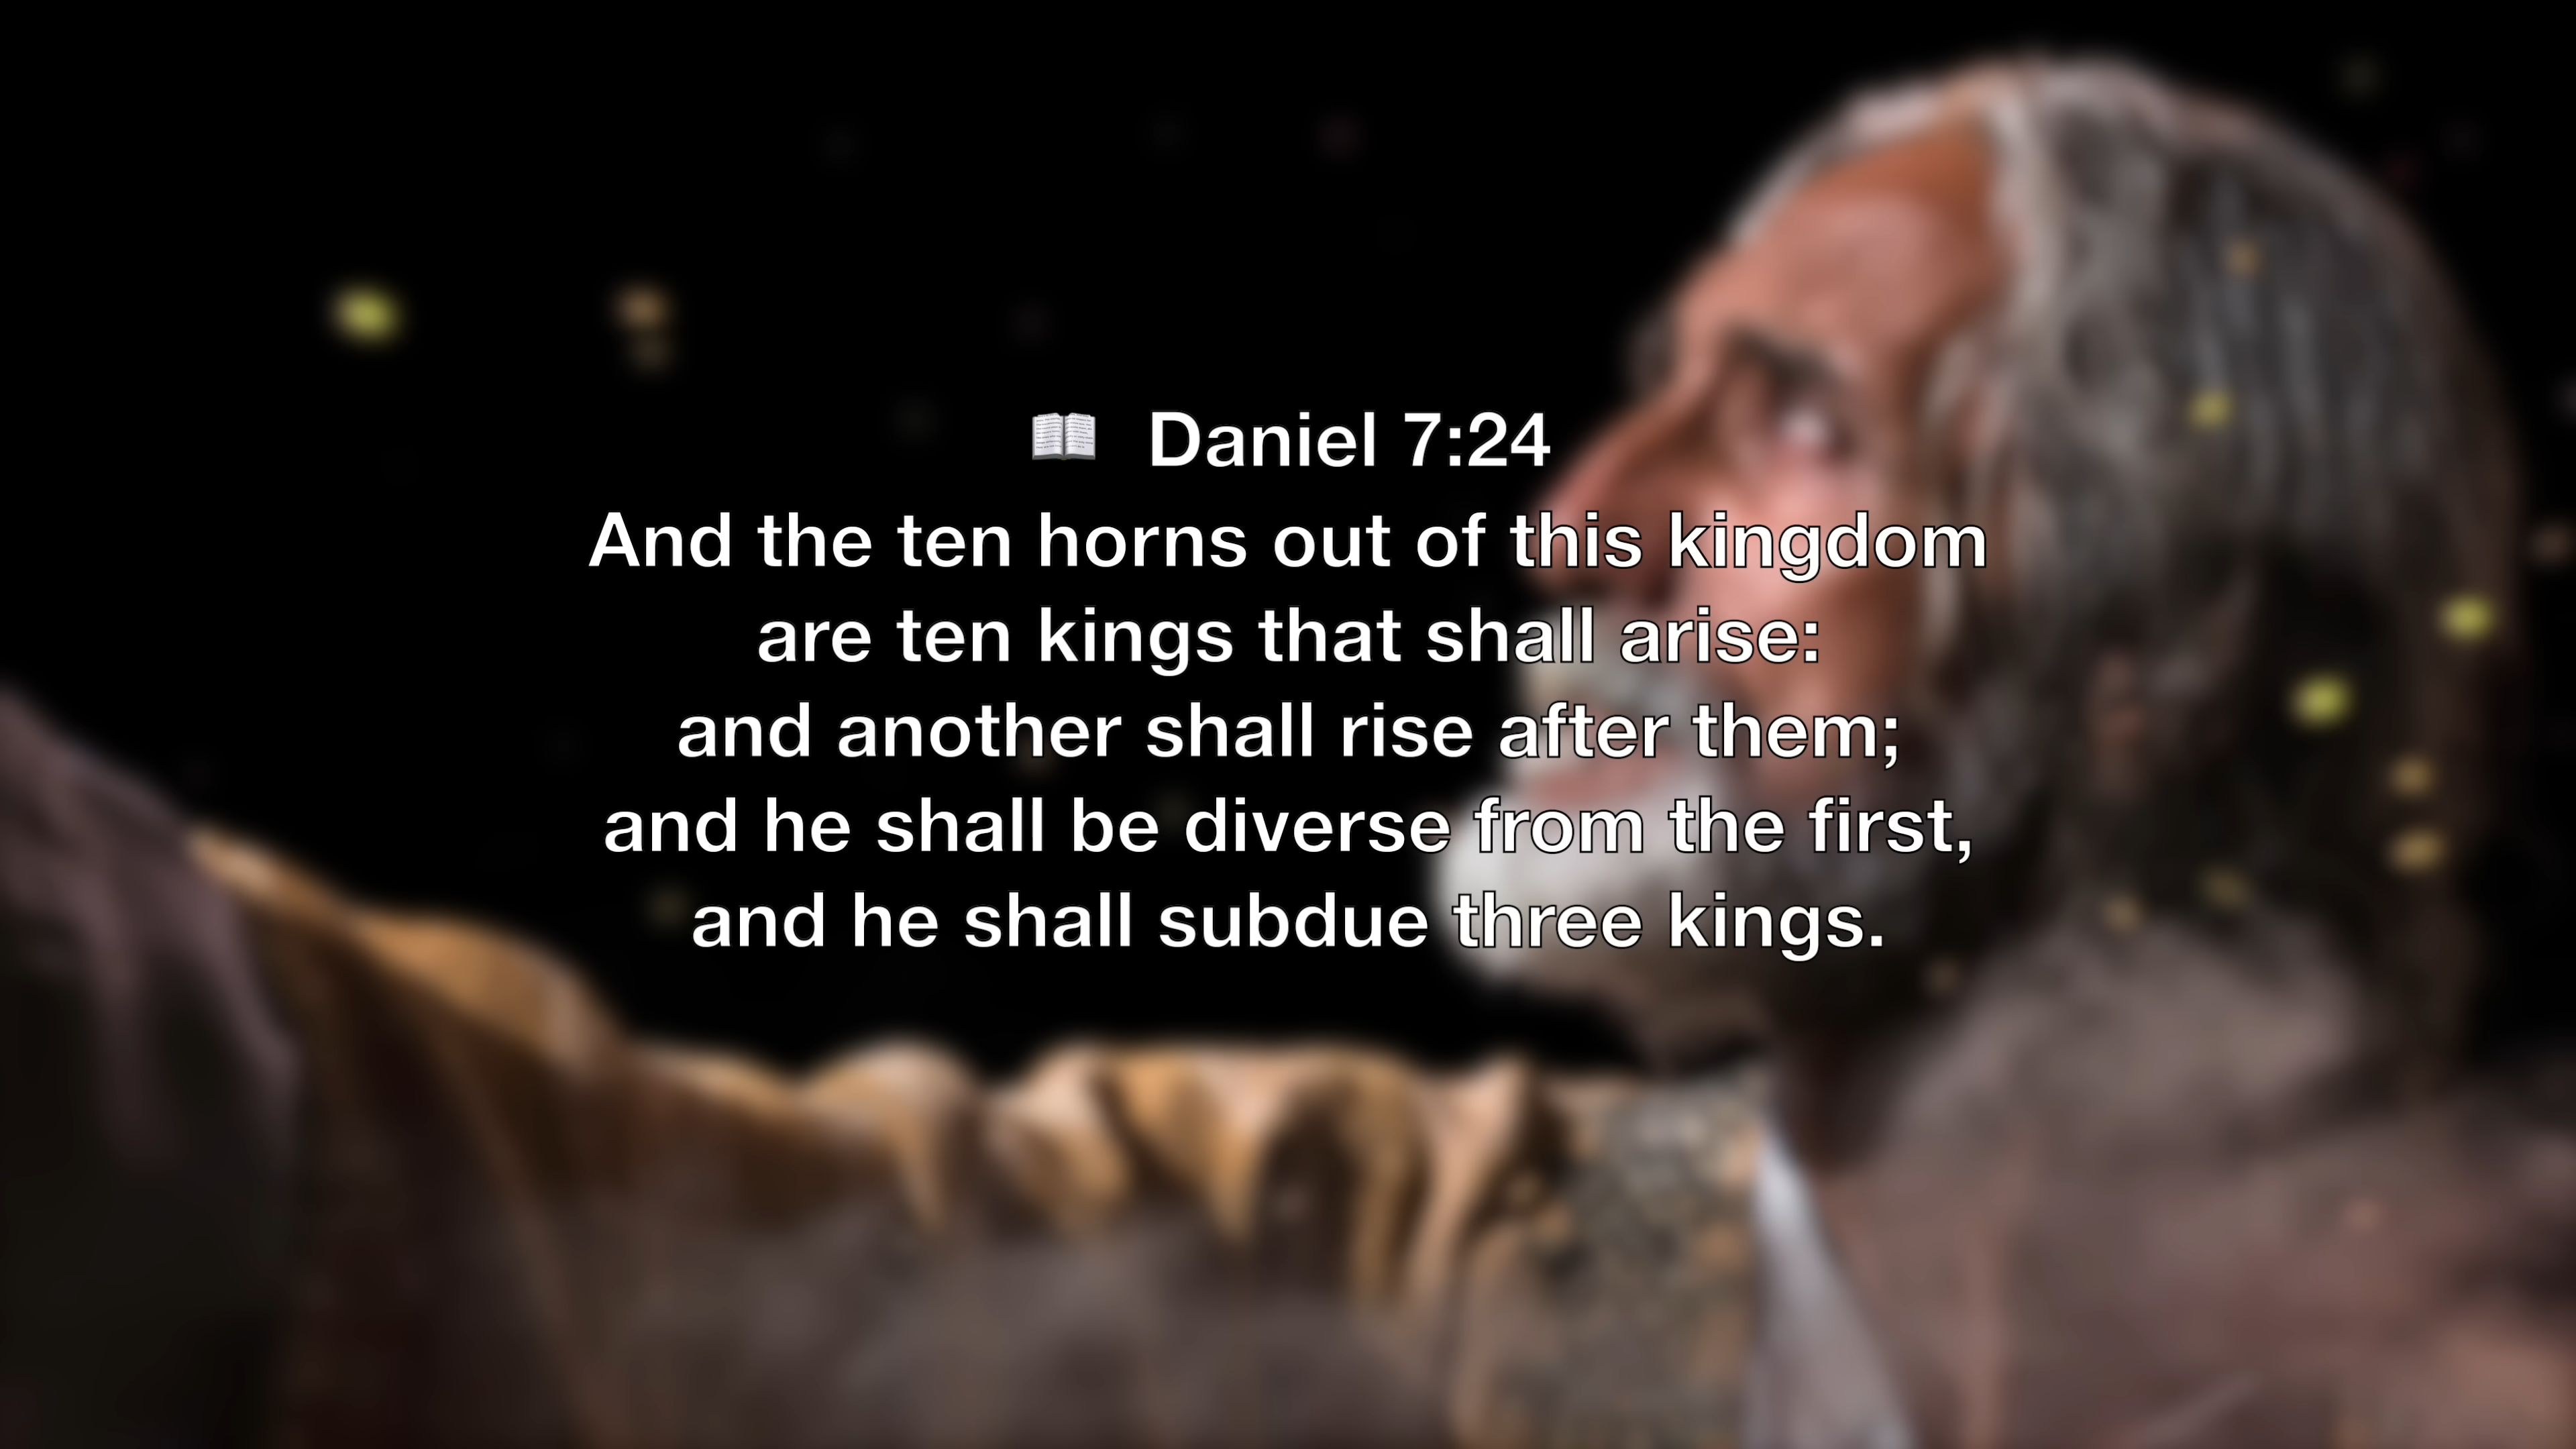 📖 Daniel 7:24
And the ten horns out of this kingdom
are ten kings that shall arise:
and another shall rise after them;
and he shall be diverse from the first,
and he shall subdue three kings.